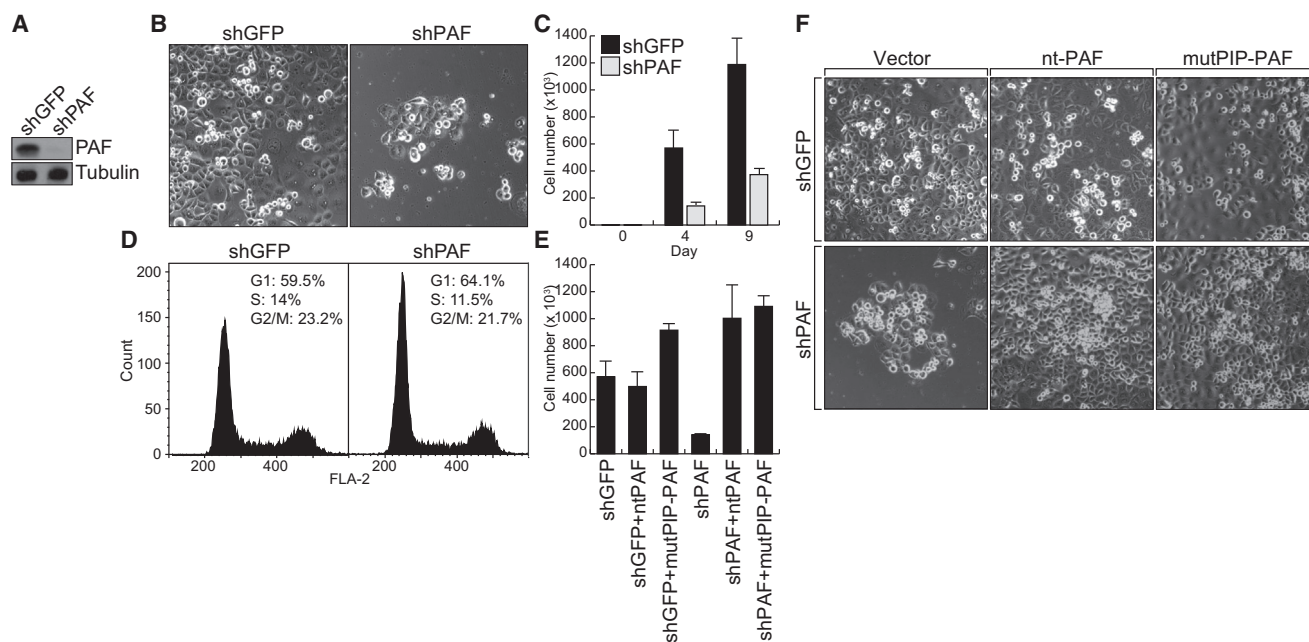 A
shGFP
shPAF
PAF
Tubulin
B
shGFP
shPAF
C
shGFP
shPAF
Cell number (x10³)
1400
1200
1000
800
600
400
200
0
0
4
9
Day
D
shGFP
shPAF
G1: 59.5%
S: 14%
G2/M: 23.2%
G1: 64.1%
S: 11.5%
G2/M: 21.7%
Count
200
150
100
50
0
200
400
200
400
FLA-2
E
Cell number (x 10³)
1400
1200
1000
800
600
400
200
0
shGFP
shGFP+ntPAF
shGFP+mutPIP-PAF
shPAF
shPAF+ntPAF
shPAF+mutPIP-PAF
F
Vector
nt-PAF
mutPIP-PAF
shGFP
shPAF